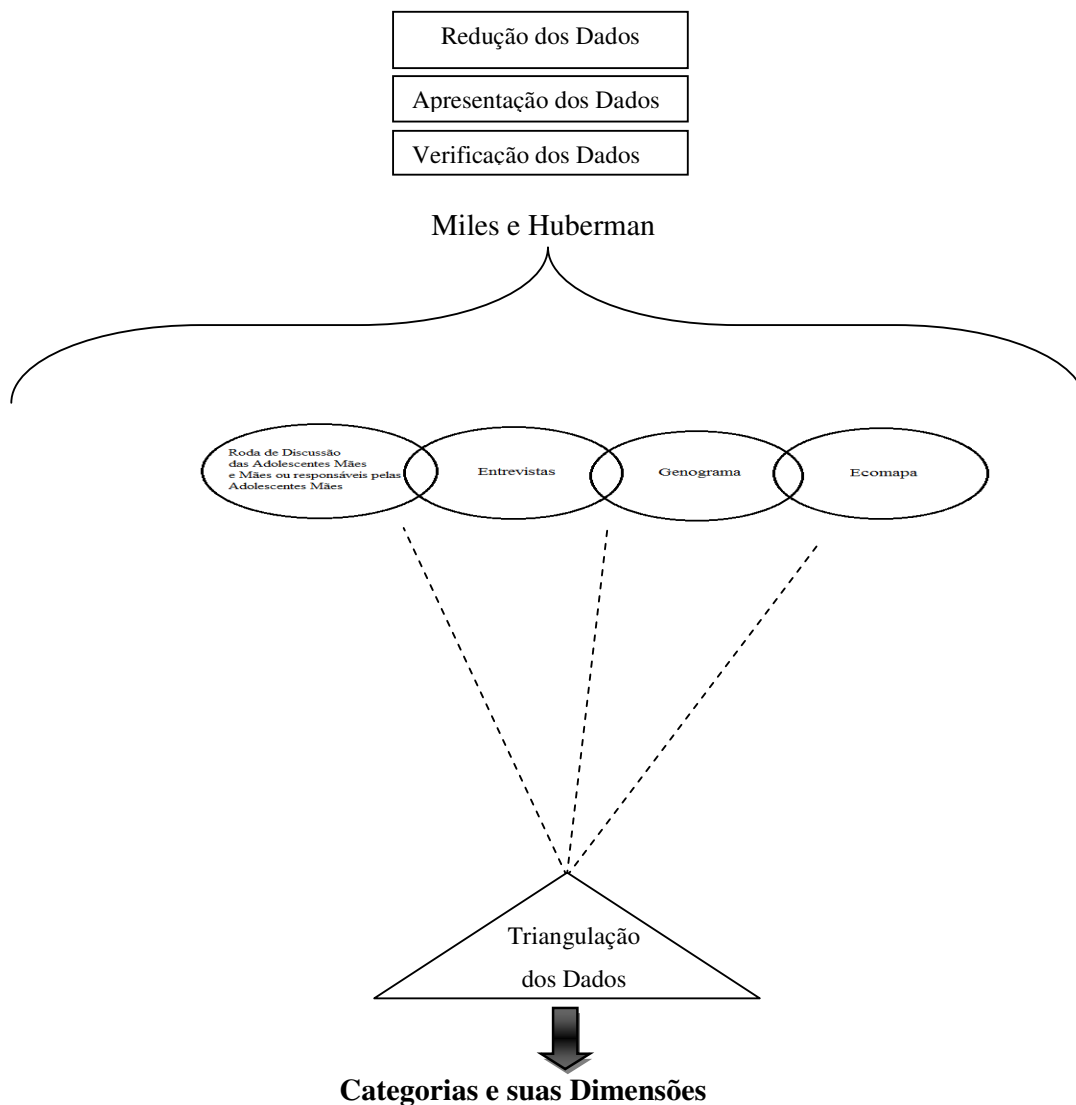 Redução dos Dados
Apresentação dos Dados
Verificação dos Dados
Miles e Huberman
Roda de Discussão
das Adolescentes Mães
e Mães ou responsáveis pelas
Adolescentes Mães
Entrevistas
Genograma
Ecomapa
Triangulação
dos Dados
Categorias e suas Dimensões